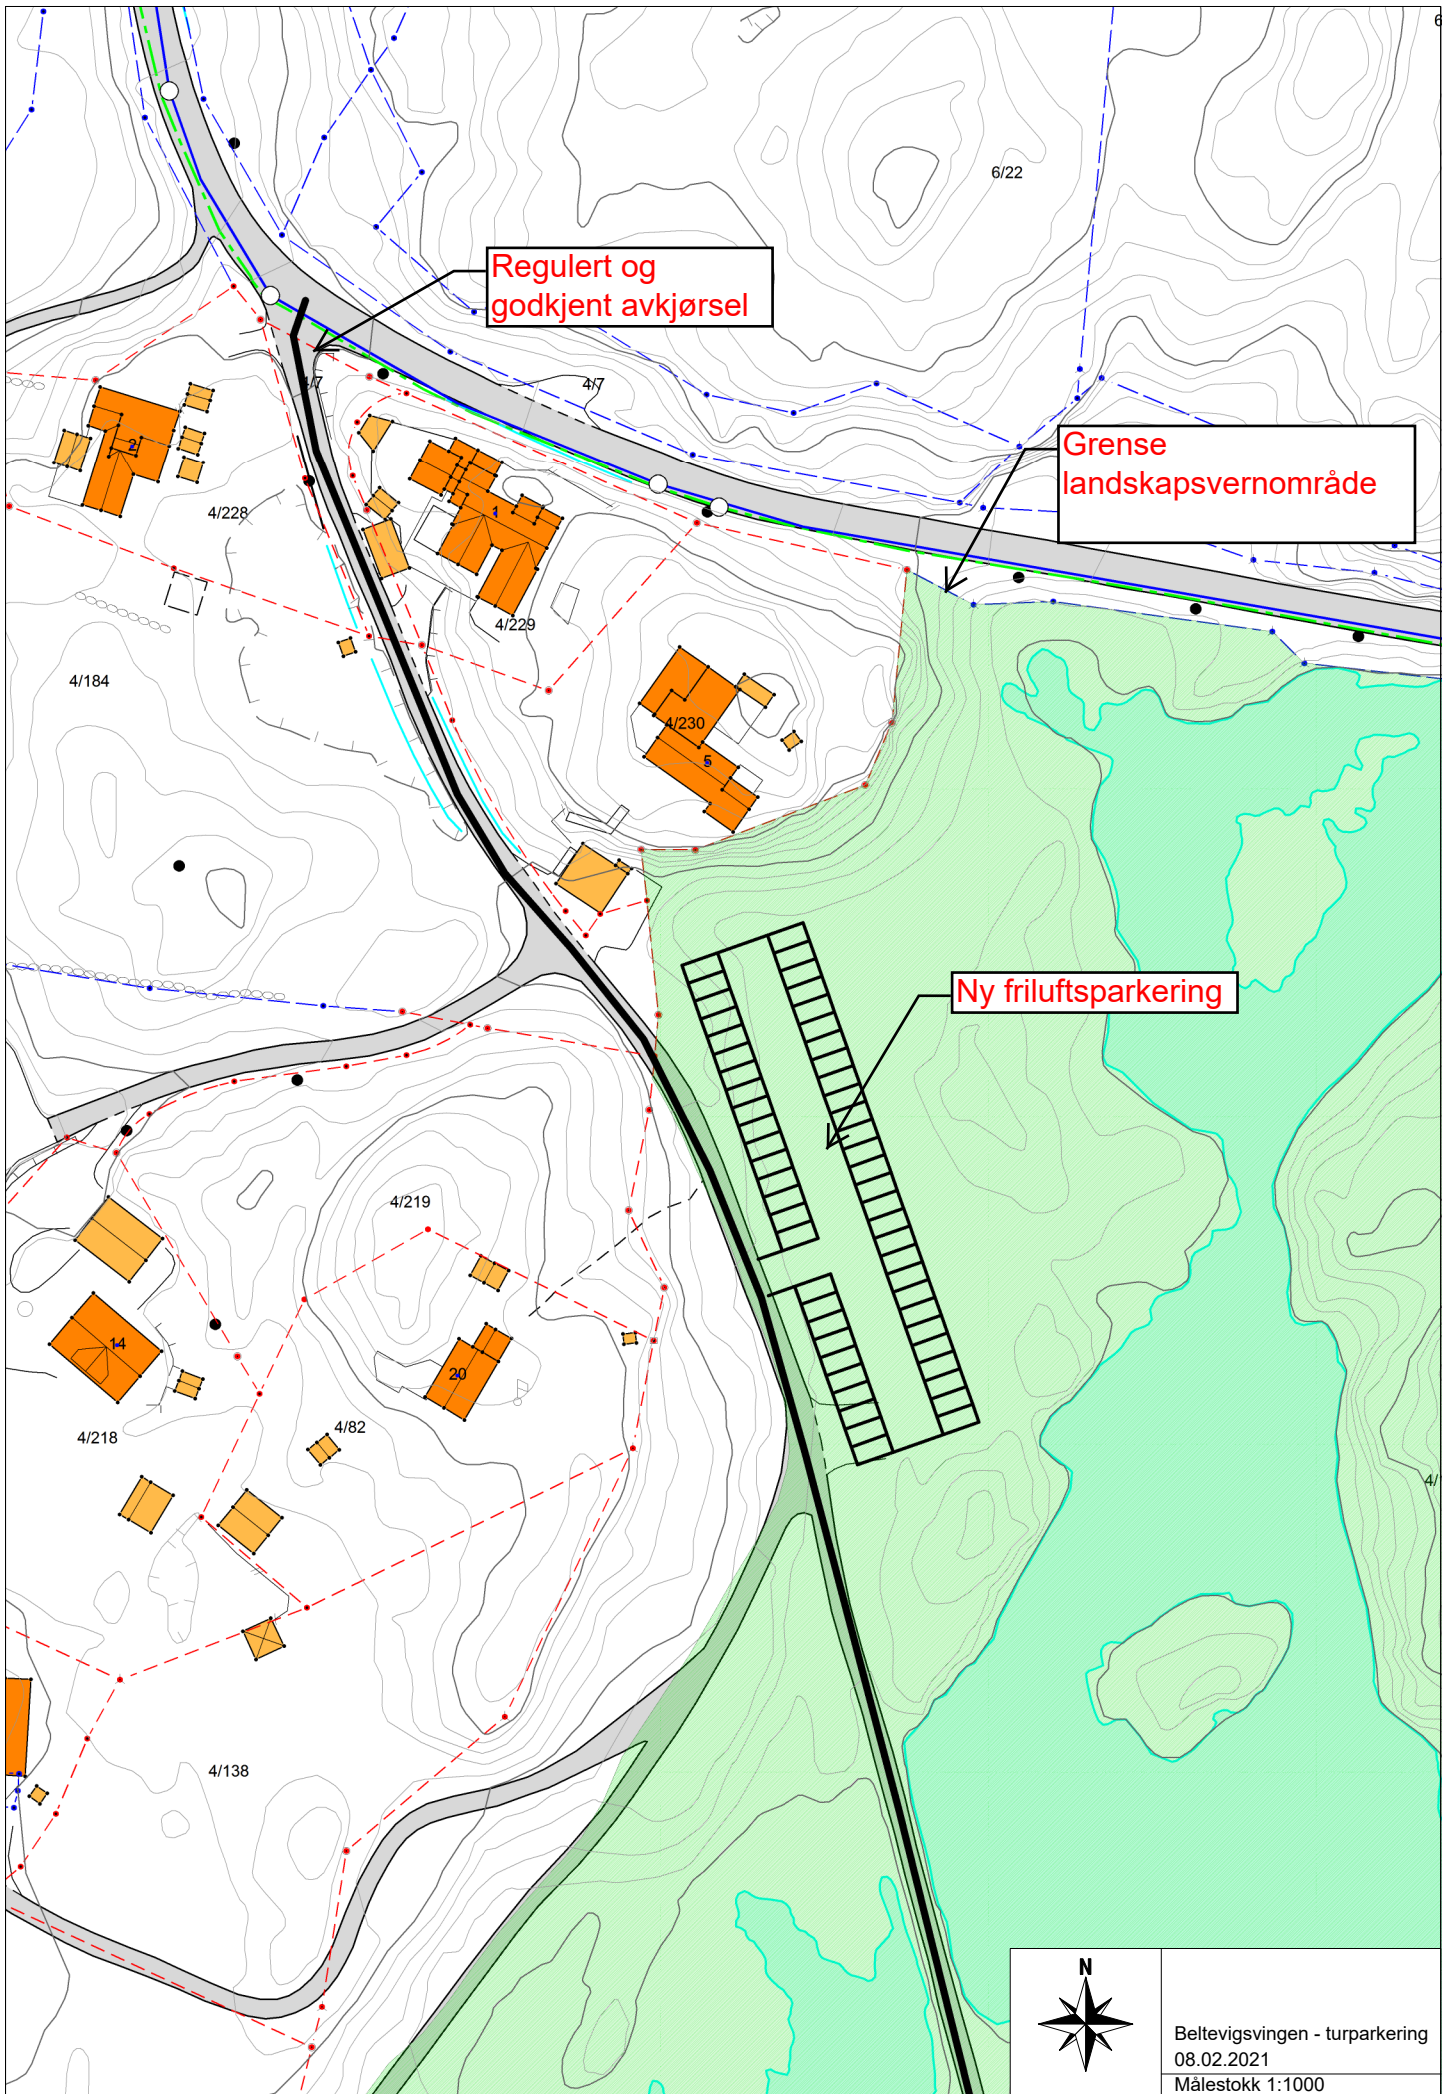 6
6/22
Regulert og
godkjent avkjørsel
4/7
Grense
landskapsvernområde
2
1
4/228
4/229
4/184
4/230
5
Ny friluftsparkering
4/219
14
20
4/82
4/218
4/
4/138
N
Beltevigsvingen - turparkering
08.02.2021
Målestokk 1:1000